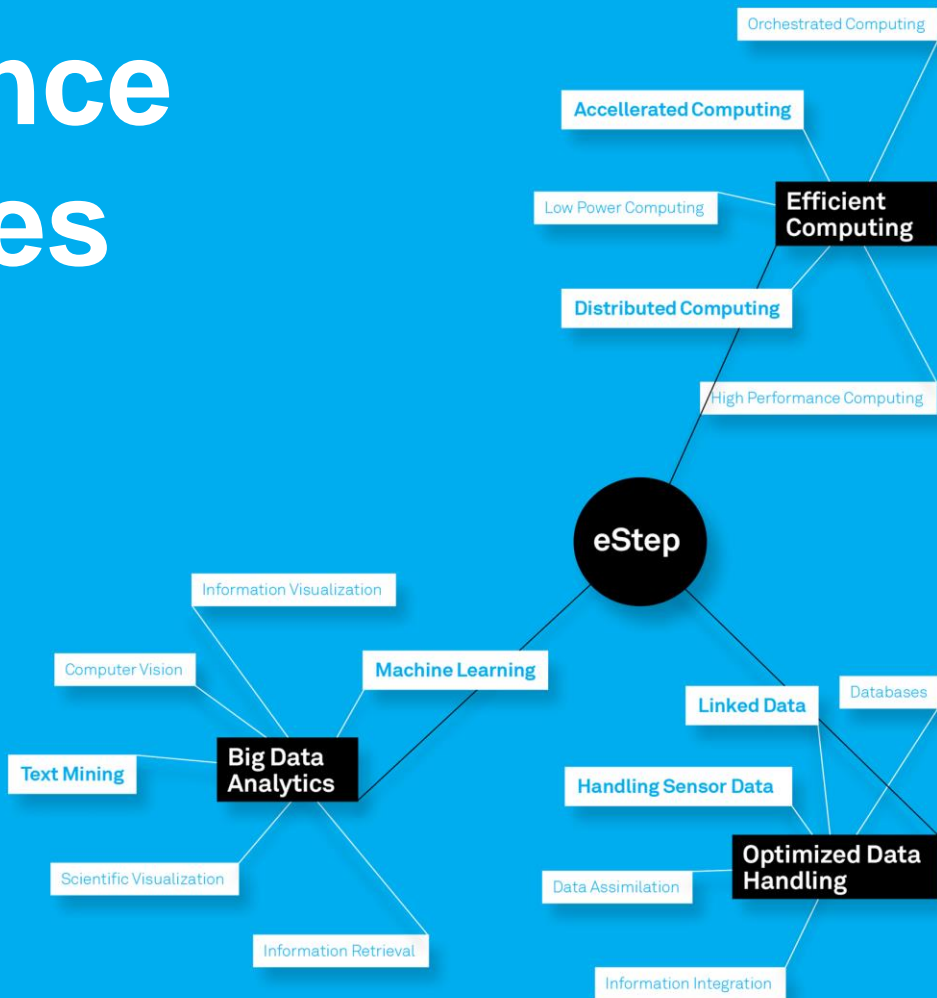 nce
es
Orchestrated Computing
Accellerated Computing
Efficient
Computing
Low Power Computing
Distributed Computing
High Performance Computing
eStep
Information Visualization
Computer Vision
Machine Learning
Big Data
Analytics
Text Mining
Scientific Visualization
Information Retrieval
Linked Data
Databases
Handling Sensor Data
Optimized Data
Handling
Data Assimilation
Information Integration